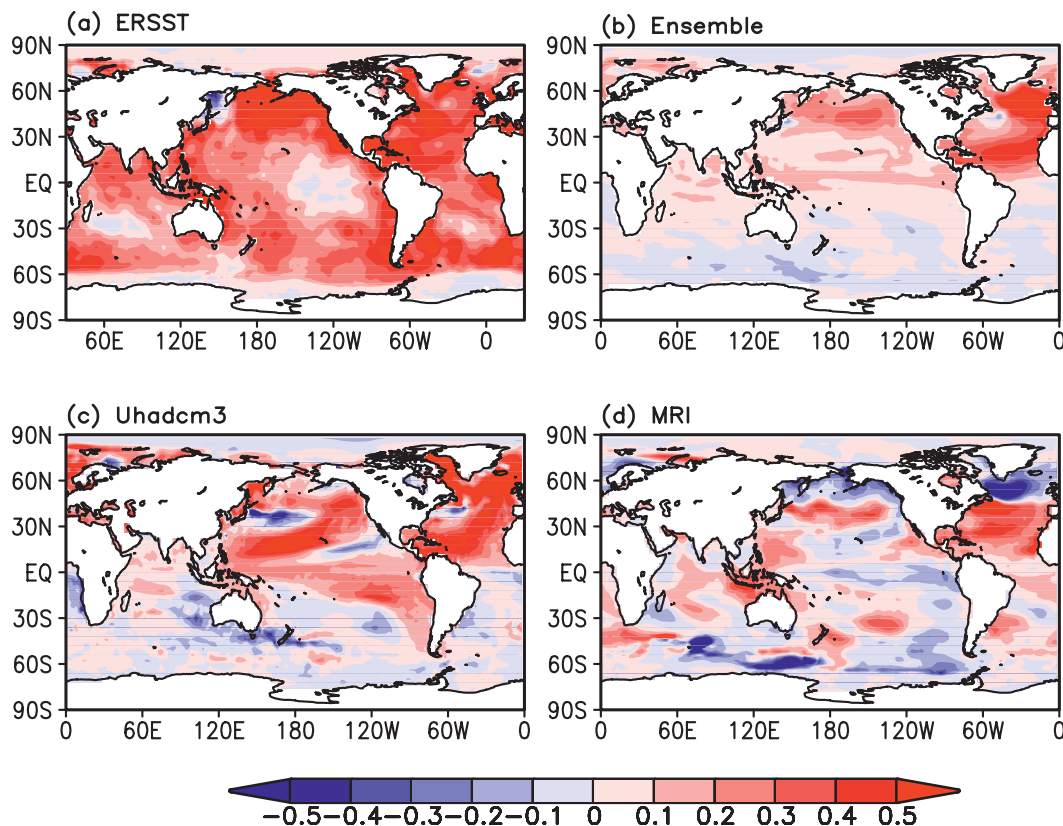 (a) ERSST
90N
60N
30N
EQ
30S
60S
90S
60E 120E 180 120W 60W 0
(b) Ensemble
90N
60N
30N
EQ
30S
60S
90S
0 60E 120E 180 120W 60W 0
(c) Uhadcm3
90N
60N
30N
EQ
30S
60S
90S
0 60E 120E 180 120W 60W 0
(d) MRI
90N
60N
30N
EQ
30S
60S
90S
0 60E 120E 180 120W 60W 0
-0.5 -0.4 -0.3 -0.2 -0.1 0 0.1 0.2 0.3 0.4 0.5